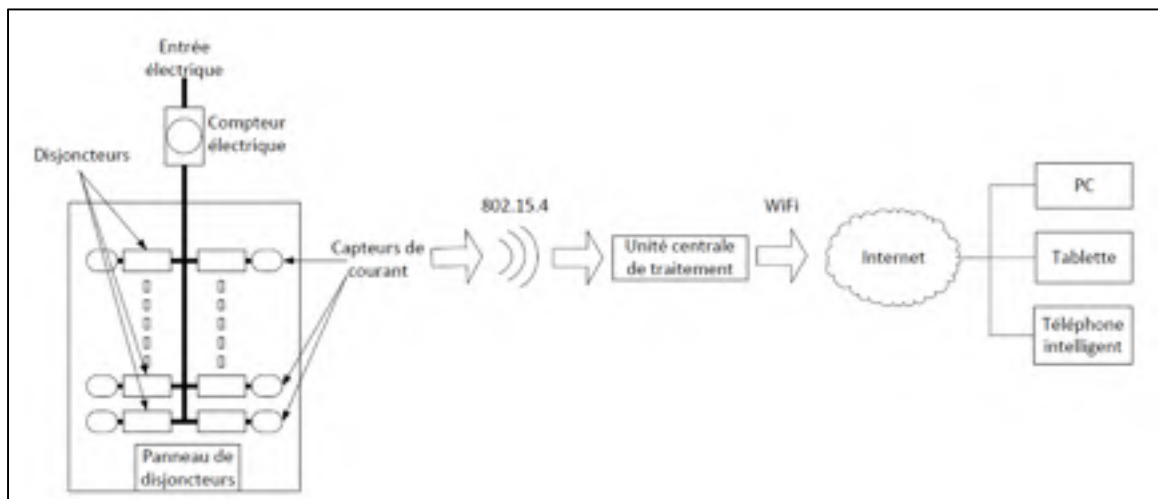 Entrée
électrique
Compteur
électrique
Disjoncteurs
Capteurs de
courant
Panneau de
disjoncteurs
802.15.4
Unité centrale
de traitement
WiFi
Internet
PC
Tablette
Téléphone
intelligent